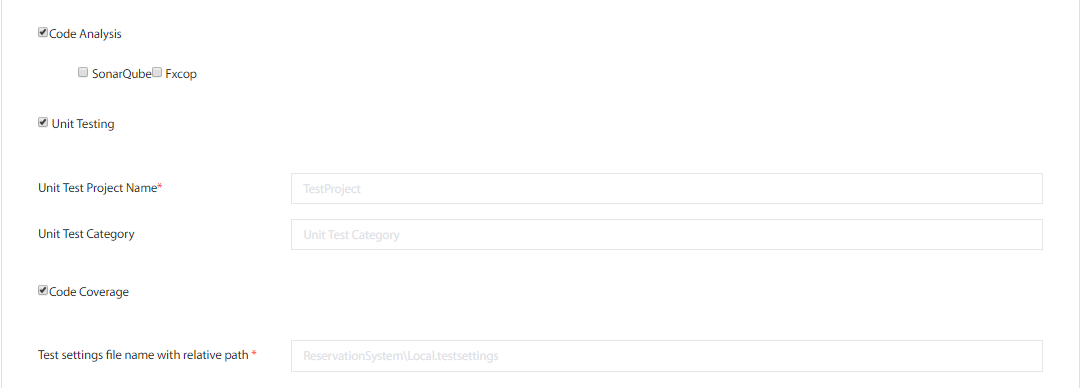 Code Analysis
SonarQube Fxcop
Unit Testing
Unit Test Project Name* TestProject
Unit Test Category Unit Test Category
Code Coverage
Test settings file name with relative path * ReservationSystem\Local.testsettings